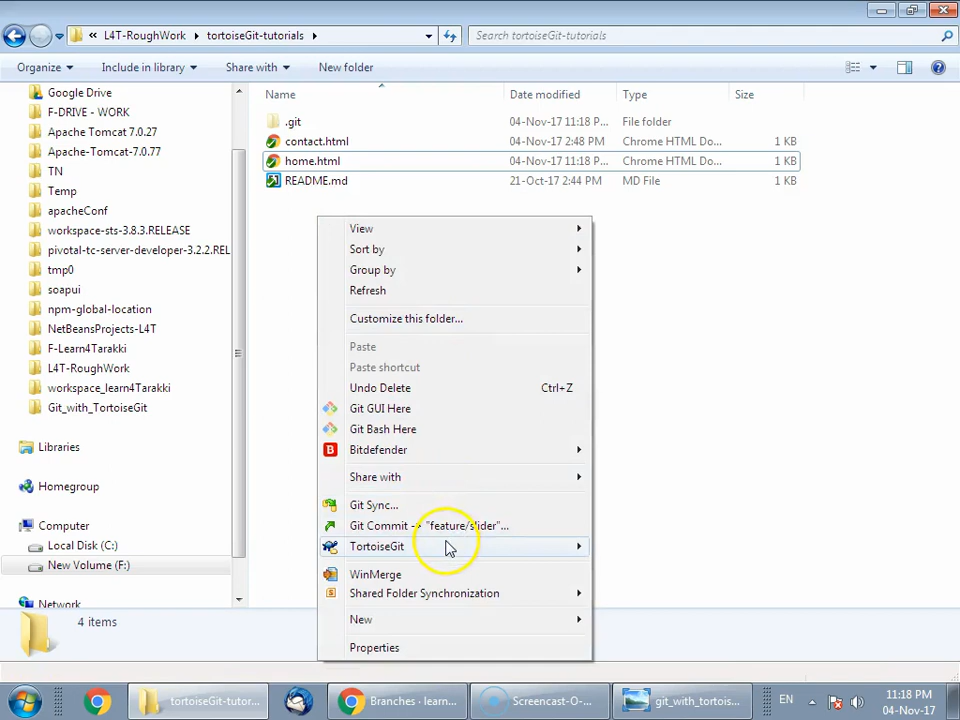 « L4T-RoughWork ▸ tortoiseGit-tutorials ▸
Search tortoiseGit-tutorials
Organize Include in library Share with New folder
Google Drive
F-DRIVE - WORK
Apache Tomcat 7.0.27
Apache-Tomcat-7.0.77
TN
Temp
apacheConf
workspace-sts-3.8.3.RELEASE
pivotal-tc-server-developer-3.2.2.REL
tmp0
soapui
npm-global-location
NetBeansProjects-L4T
F-Learn4Tarakki
L4T-RoughWork
workspace_learn4Tarakki
Git_with_TortoiseGit
Libraries
Homegroup
Computer
Local Disk (C:)
New Volume (F:)
Network
Name Date modified Type Size
.git 04-Nov-17 11:18 P... File folder
contact.html 04-Nov-17 2:48 PM Chrome HTML Do... 1 KB
home.html 04-Nov-17 11:18 P... Chrome HTML Do... 1 KB
README.md 21-Oct-17 2:44 PM MD File 1 KB
View
Sort by
Group by
Refresh
Customize this folder...
Paste
Paste shortcut
Undo Delete Ctrl+Z
Git GUI Here
Git Bash Here
Bitdefender
Share with
Git Sync...
Git Commit -> "feature/slider"...
TortoiseGit
WinMerge
Shared Folder Synchronization
New
Properties
4 items
tortoiseGit-tutor...
Branches - learn...
Screencast-O-...
git_with_tortois...
EN
11:18 PM
04-Nov-17